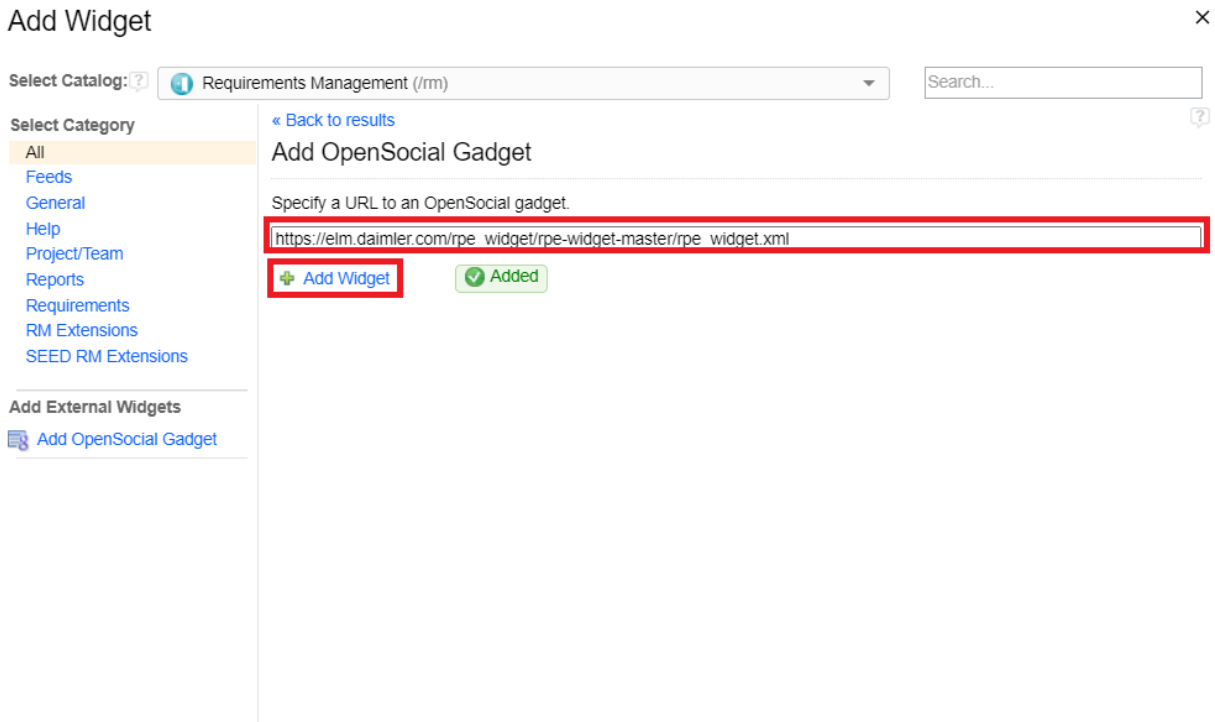 Add Widget
Select Catalog: ? Requirements Management (/rm) Search...
Select Category
All
Feeds
General
Help
Project/Team
Reports
Requirements
RM Extensions
SEED RM Extensions
Add External Widgets
Add OpenSocial Gadget
« Back to results
?
Add OpenSocial Gadget
Specify a URL to an OpenSocial gadget.
https://elm.daimler.com/rpe_widget/rpe-widget-master/rpe_widget.xml
Add Widget
Added